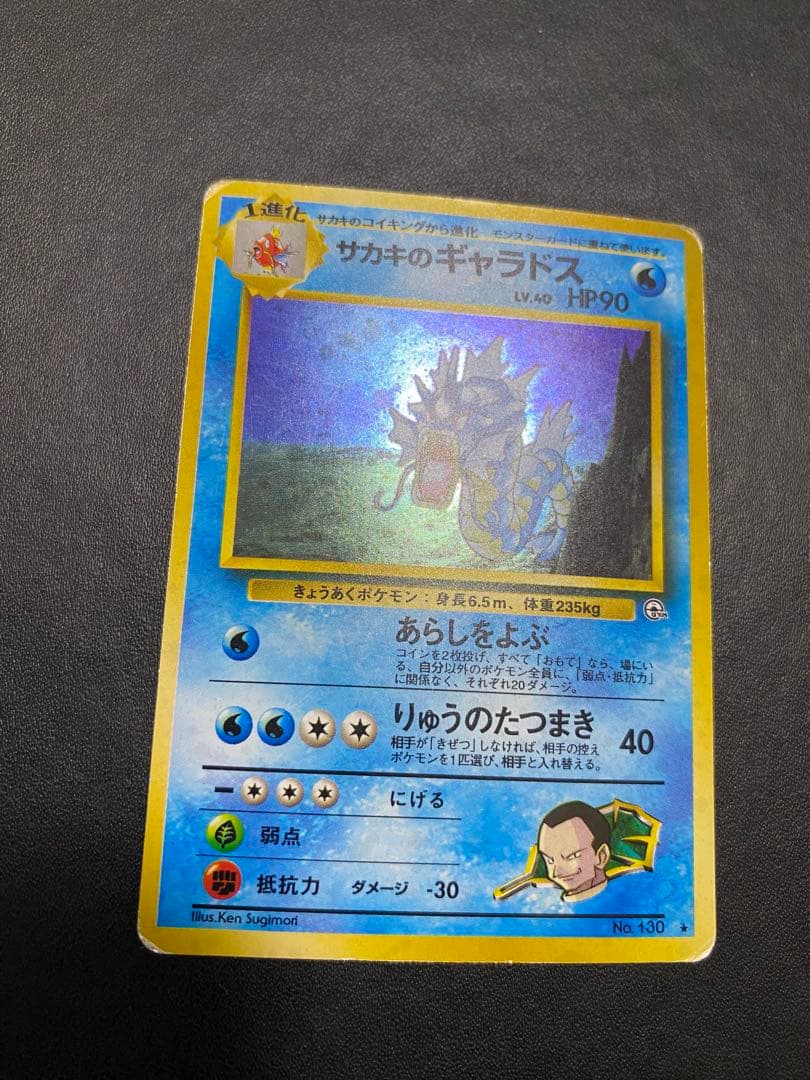 1進化
サカキのコイキングから進化 モンスターカードに重ねて使います。
サカキのギャラドス
LV.40 HP90
きょうあくポケモン：身長6.5m、体重235kg
GYM
あらしをよぶ
コインを2枚投げ、すべて「おもて」なら、場にい
る、自分以外のポケモン全員に、「弱点・抵抗力」
に関係なく、それぞれ20ダメージ。
りゅうのたつまき 40
相手が「きぜつ」しなければ、相手の控え
ポケモンを1匹選び、相手と入れ替える。
にげる
弱点
抵抗力 ダメージ -30
Illus.Ken Sugimori
No. 130 ★